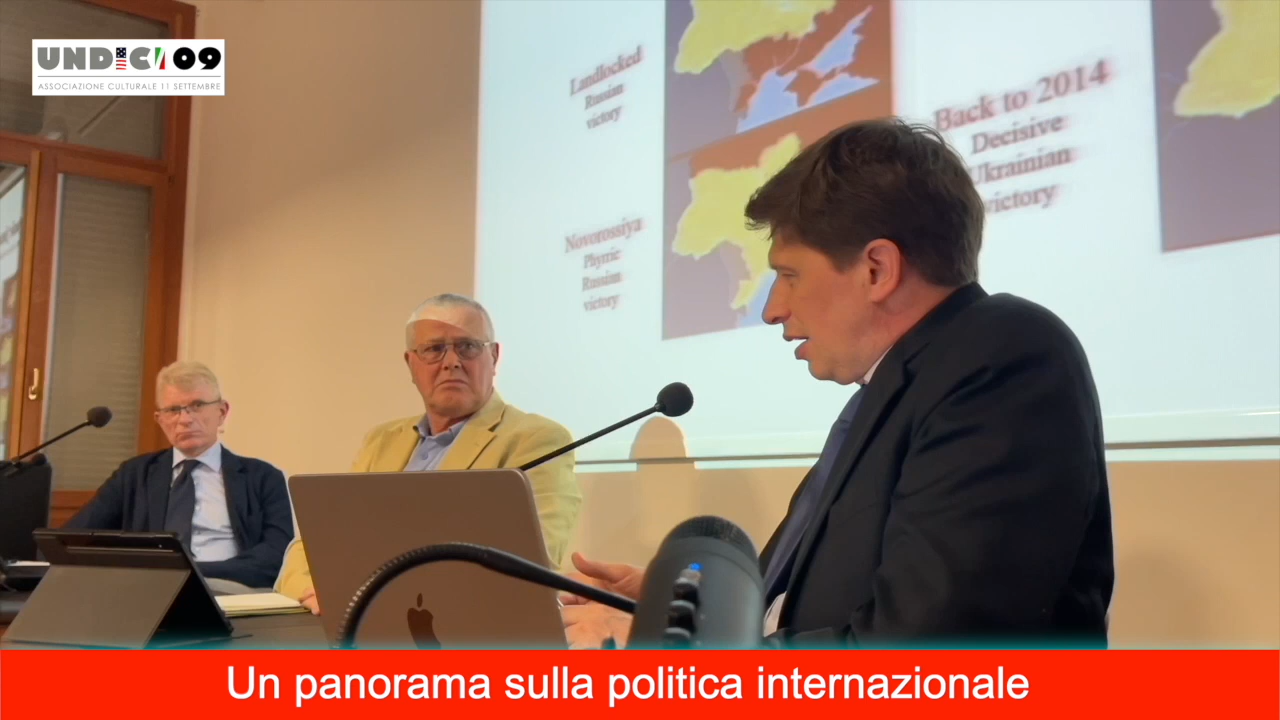 UNDICI09
ASSOCIAZIONE CULTURALE 11 SETTEMBRE
Landlocked
Russian
victory
Back to 2014
Decisive
Ukrainian
victory
Novorossiya
Phyrric
Russian
victory
Un panorama sulla politica internazionale